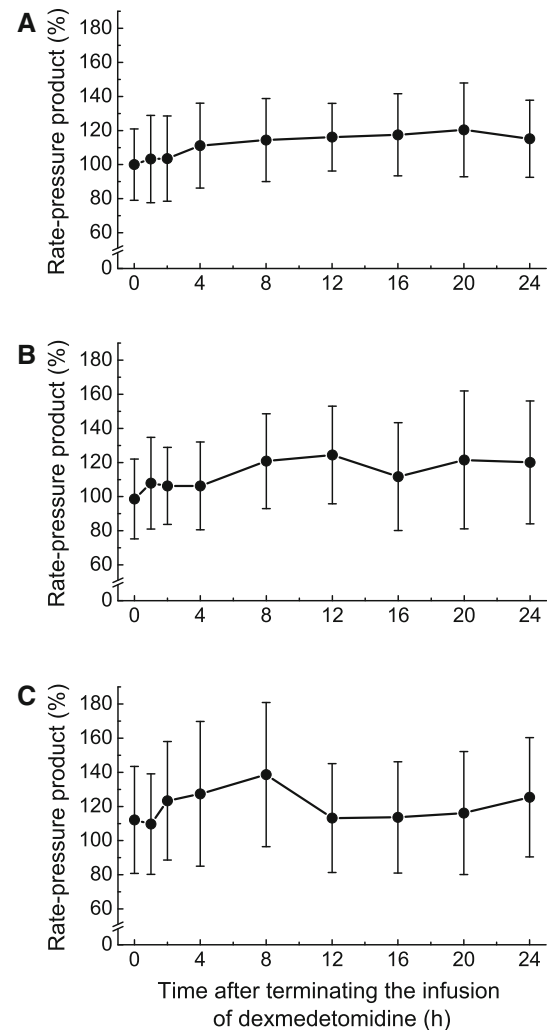 A
Rate-pressure product (%)
180
160
140
120
100
80
60
0
0 4 8 12 16 20 24
B
Rate-pressure product (%)
180
160
140
120
100
80
60
0
0 4 8 12 16 20 24
C
Rate-pressure product (%)
180
160
140
120
100
80
60
0
0 4 8 12 16 20 24
Time after terminating the infusion
of dexmedetomidine (h)